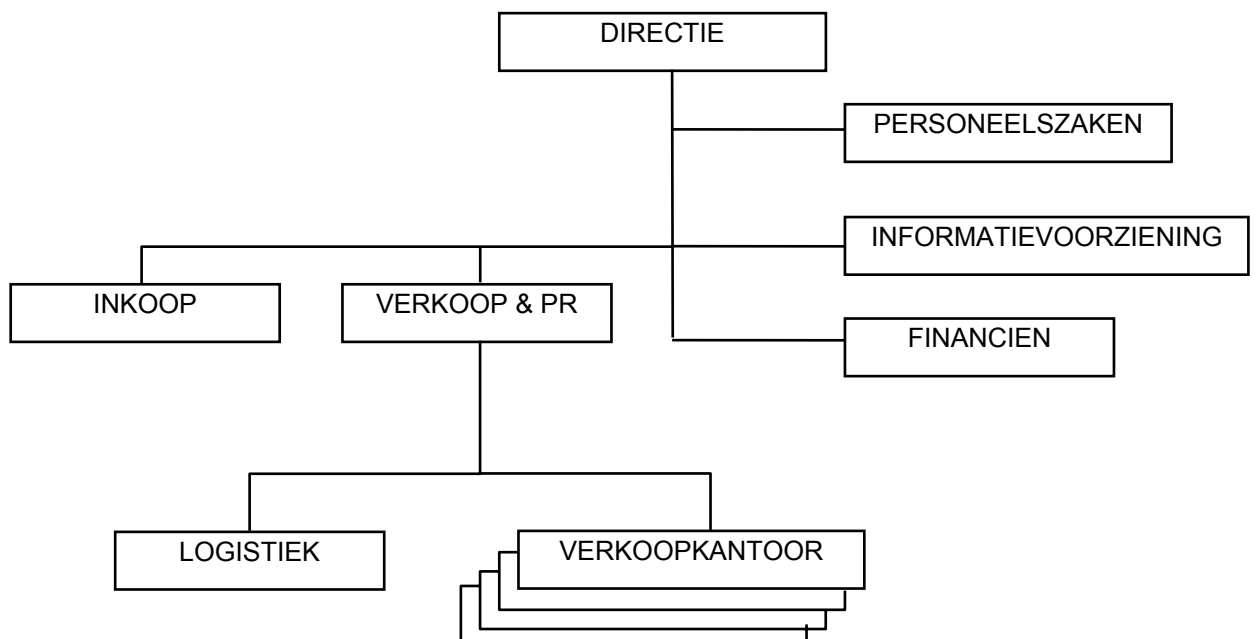 DIRECTIE
PERSONEELSZAKEN
INFORMATIEVOORZIENING
INKOOP
VERKOOP & PR
FINANCIEN
LOGISTIEK
VERKOOPKANTOOR